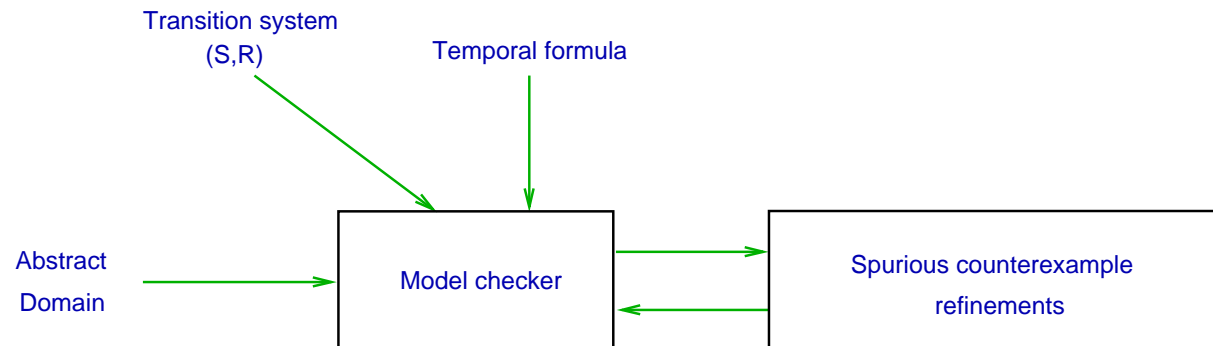 Transition system
(S,R)
Temporal formula
Abstract
Domain
Model checker
Spurious counterexample
refinements